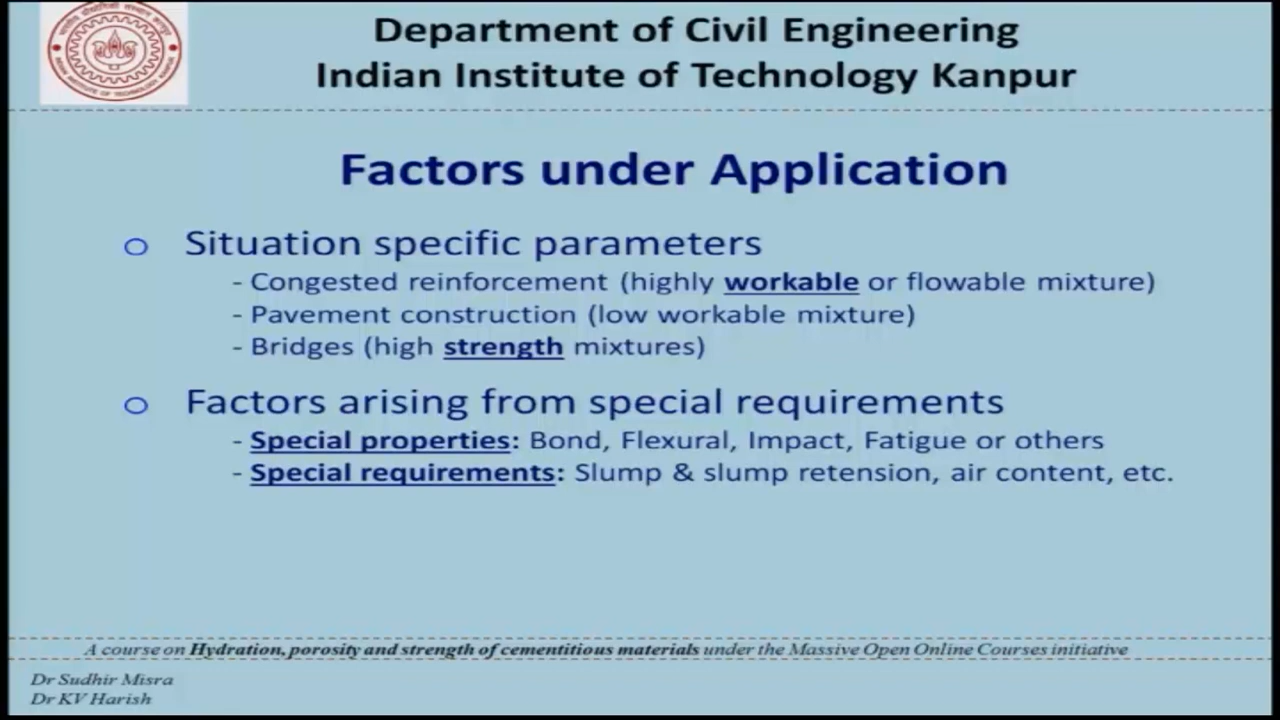 Department of Civil Engineering
Indian Institute of Technology Kanpur
Factors under Application
o Situation specific parameters
- Congested reinforcement (highly workable or flowable mixture)
- Pavement construction (low workable mixture)
- Bridges (high strength mixtures)
o Factors arising from special requirements
- Special properties: Bond, Flexural, Impact, Fatigue or others
- Special requirements: Slump & slump retension, air content, etc.
A course on Hydration, porosity and strength of cementitious materials under the Massive Open Online Courses initiative
Dr Sudhir Misra
Dr KV Harish